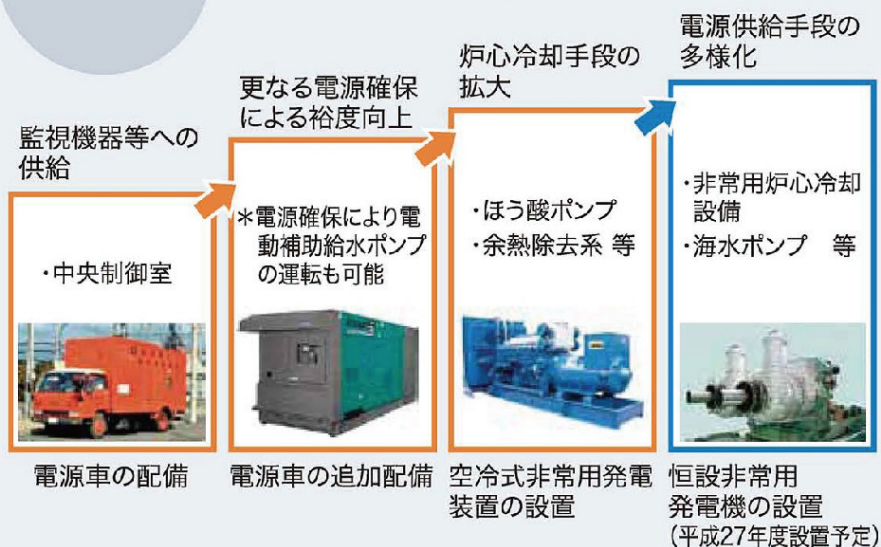 監視機器等への
供給
・中央制御室
電源車の配備
更なる電源確保
による裕度向上
＊電源確保により電
動補助給水ポンプ
の運転も可能
電源車の追加配備
炉心冷却手段の
拡大
・ほう酸ポンプ
・余熱除去系 等
空冷式非常用発電
装置の設置
電源供給手段の
多様化
・非常用炉心冷却
設備
・海水ポンプ　等
恒設非常用
発電機の設置
（平成27年度設置予定）